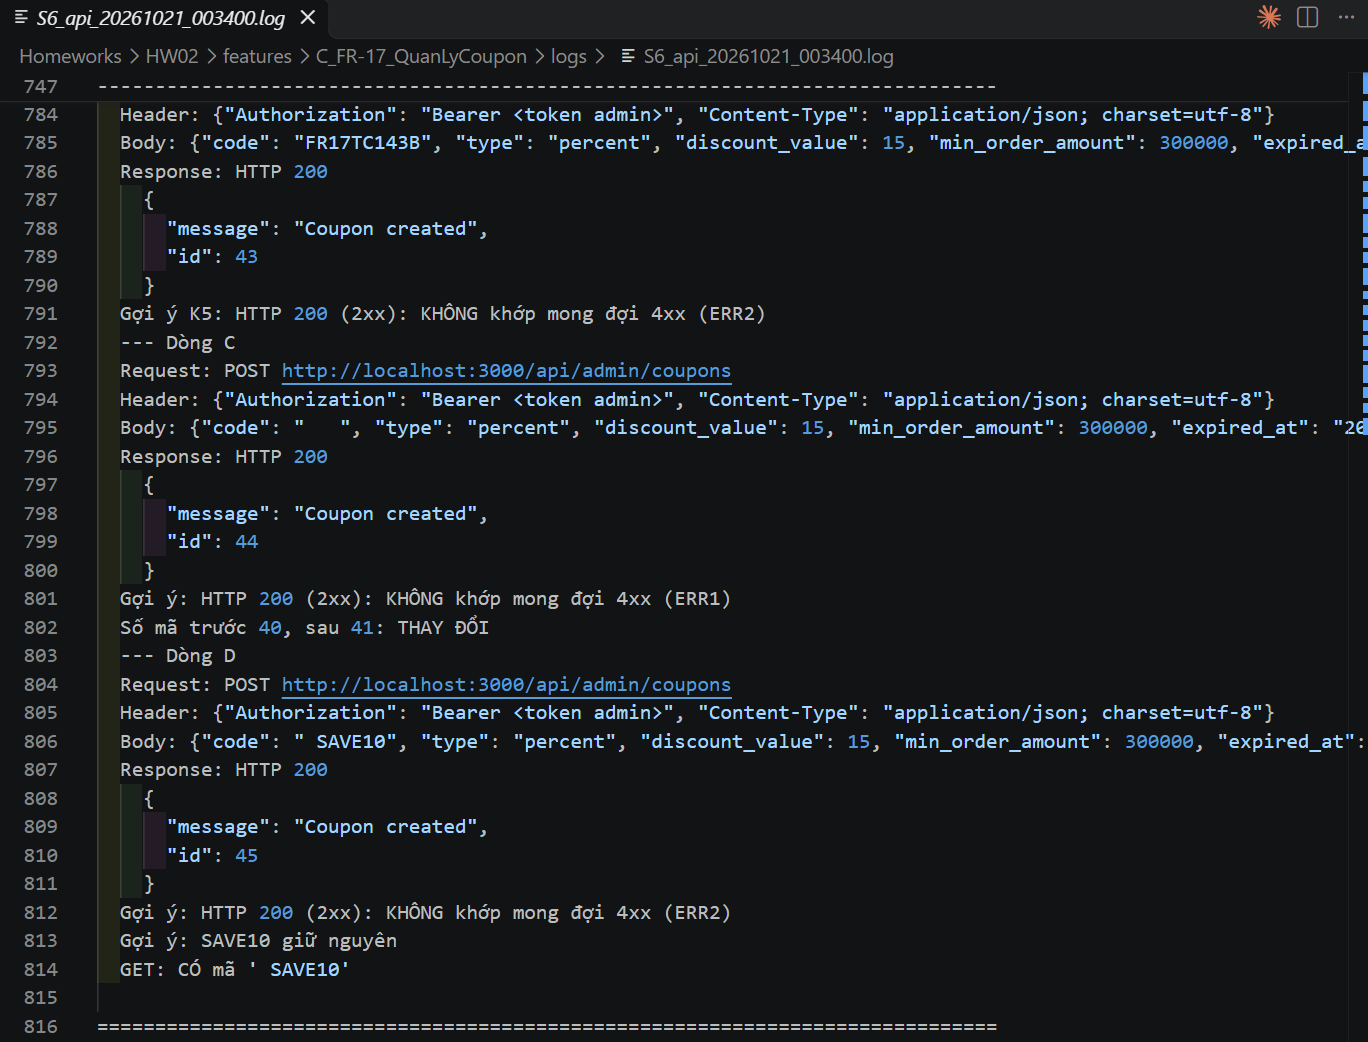 S6_api_20261021_003400.log
Homeworks > HW02 > features > C_FR-17_QuanLyCoupon > logs > S6_api_20261021_003400.log
747 ------------------------------------------------------------------------------
784 Header: {"Authorization": "Bearer <token admin>", "Content-Type": "application/json; charset=utf-8"}
785 Body: {"code": "FR17TC143B", "type": "percent", "discount_value": 15, "min_order_amount": 300000, "expired_a
786 Response: HTTP 200
787 {
788 "message": "Coupon created",
789 "id": 43
790 }
791 Gợi ý K5: HTTP 200 (2xx): KHÔNG khớp mong đợi 4xx (ERR2)
792 --- Dòng C
793 Request: POST http://localhost:3000/api/admin/coupons
794 Header: {"Authorization": "Bearer <token admin>", "Content-Type": "application/json; charset=utf-8"}
795 Body: {"code": "   ", "type": "percent", "discount_value": 15, "min_order_amount": 300000, "expired_at": "20
796 Response: HTTP 200
797 {
798 "message": "Coupon created",
799 "id": 44
800 }
801 Gợi ý: HTTP 200 (2xx): KHÔNG khớp mong đợi 4xx (ERR1)
802 Số mã trước 40, sau 41: THAY ĐỔI
803 --- Dòng D
804 Request: POST http://localhost:3000/api/admin/coupons
805 Header: {"Authorization": "Bearer <token admin>", "Content-Type": "application/json; charset=utf-8"}
806 Body: {"code": " SAVE10", "type": "percent", "discount_value": 15, "min_order_amount": 300000, "expired_at":
807 Response: HTTP 200
808 {
809 "message": "Coupon created",
810 "id": 45
811 }
812 Gợi ý: HTTP 200 (2xx): KHÔNG khớp mong đợi 4xx (ERR2)
813 Gợi ý: SAVE10 giữ nguyên
814 GET: CÓ mã ' SAVE10'
815
816 ==============================================================================